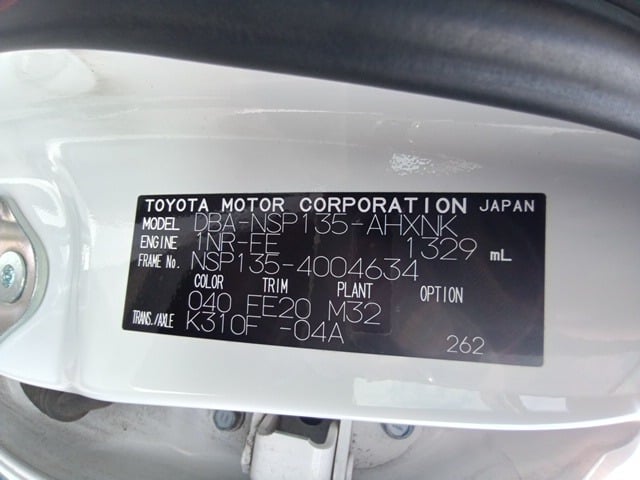 TOYOTA MOTOR CORPORATION JAPAN
MODEL DBA-NSP135-AHXNK
ENGINE 1NR-FE 1329 mL
FRAME No. NSP135-4004634
COLOR TRIM PLANT OPTION
040 FE20 M32
TRANS./AXLE K310F -04A
262